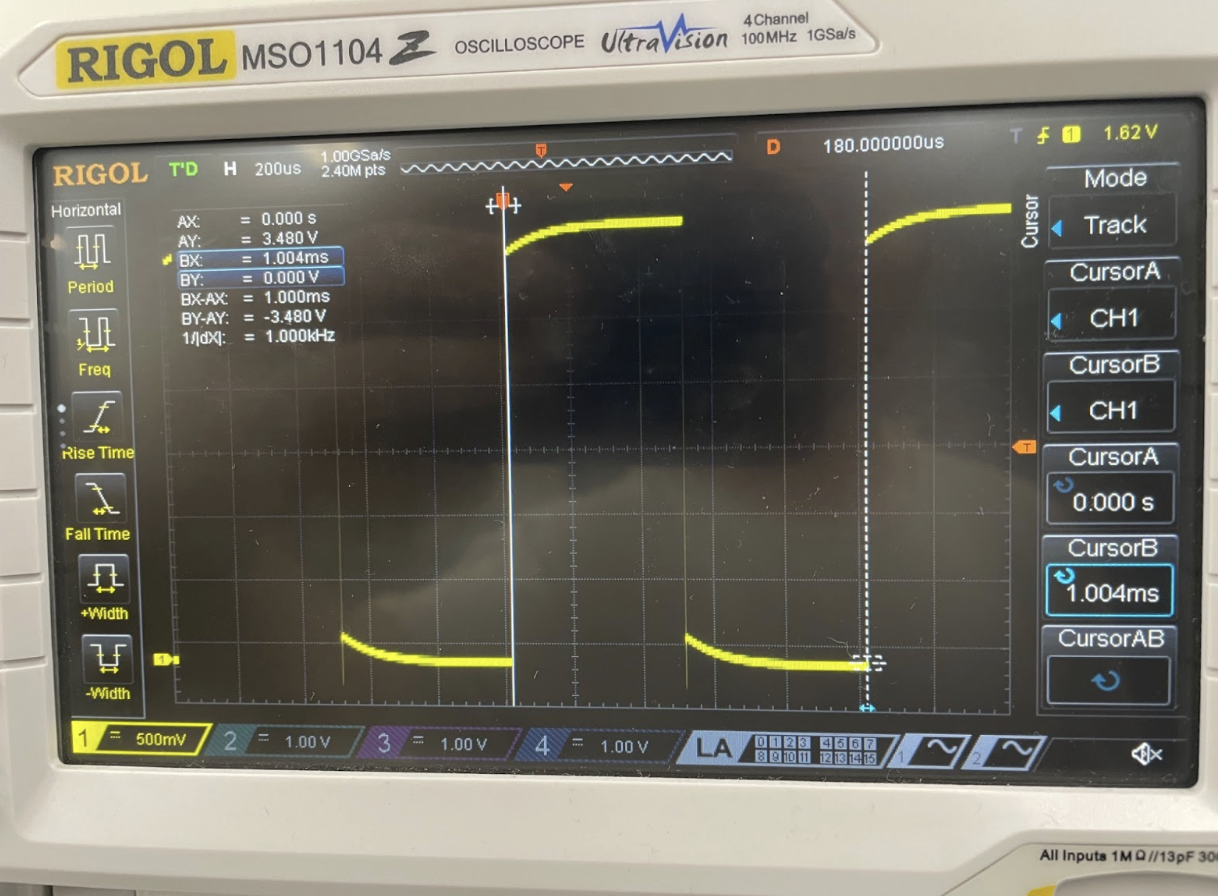 RIGOL MSO1104Z OSCILLOSCOPE UltraVision 4 Channel
100MHz 1GSa/s
RIGOL T'D H 200us 1.00GSa/s
2.40M pts
T
D 180.000000us T 1 1.62 V
Horizontal
Period
Freq
Rise Time
Fall Time
+Width
-Width
AX: = 0.000 s
AY: = 3.480 V
BX: = 1.004ms
BY: = 0.000 V
BX-AX: = 1.000ms
BY-AY: = -3.480 V
1/|dX|: = 1.000kHz
T
1
Cursor
Mode
Track
CursorA
CH1
CursorB
CH1
CursorA
0.000 s
CursorB
1.004ms
CursorAB
1 = 500mV 2 = 1.00 V 3 = 1.00 V 4 = 1.00 V LA 0 1 2 3 4 5 6 7 1 2
8 9 10 11 12 13 14 15
All Inputs 1MΩ//13pF